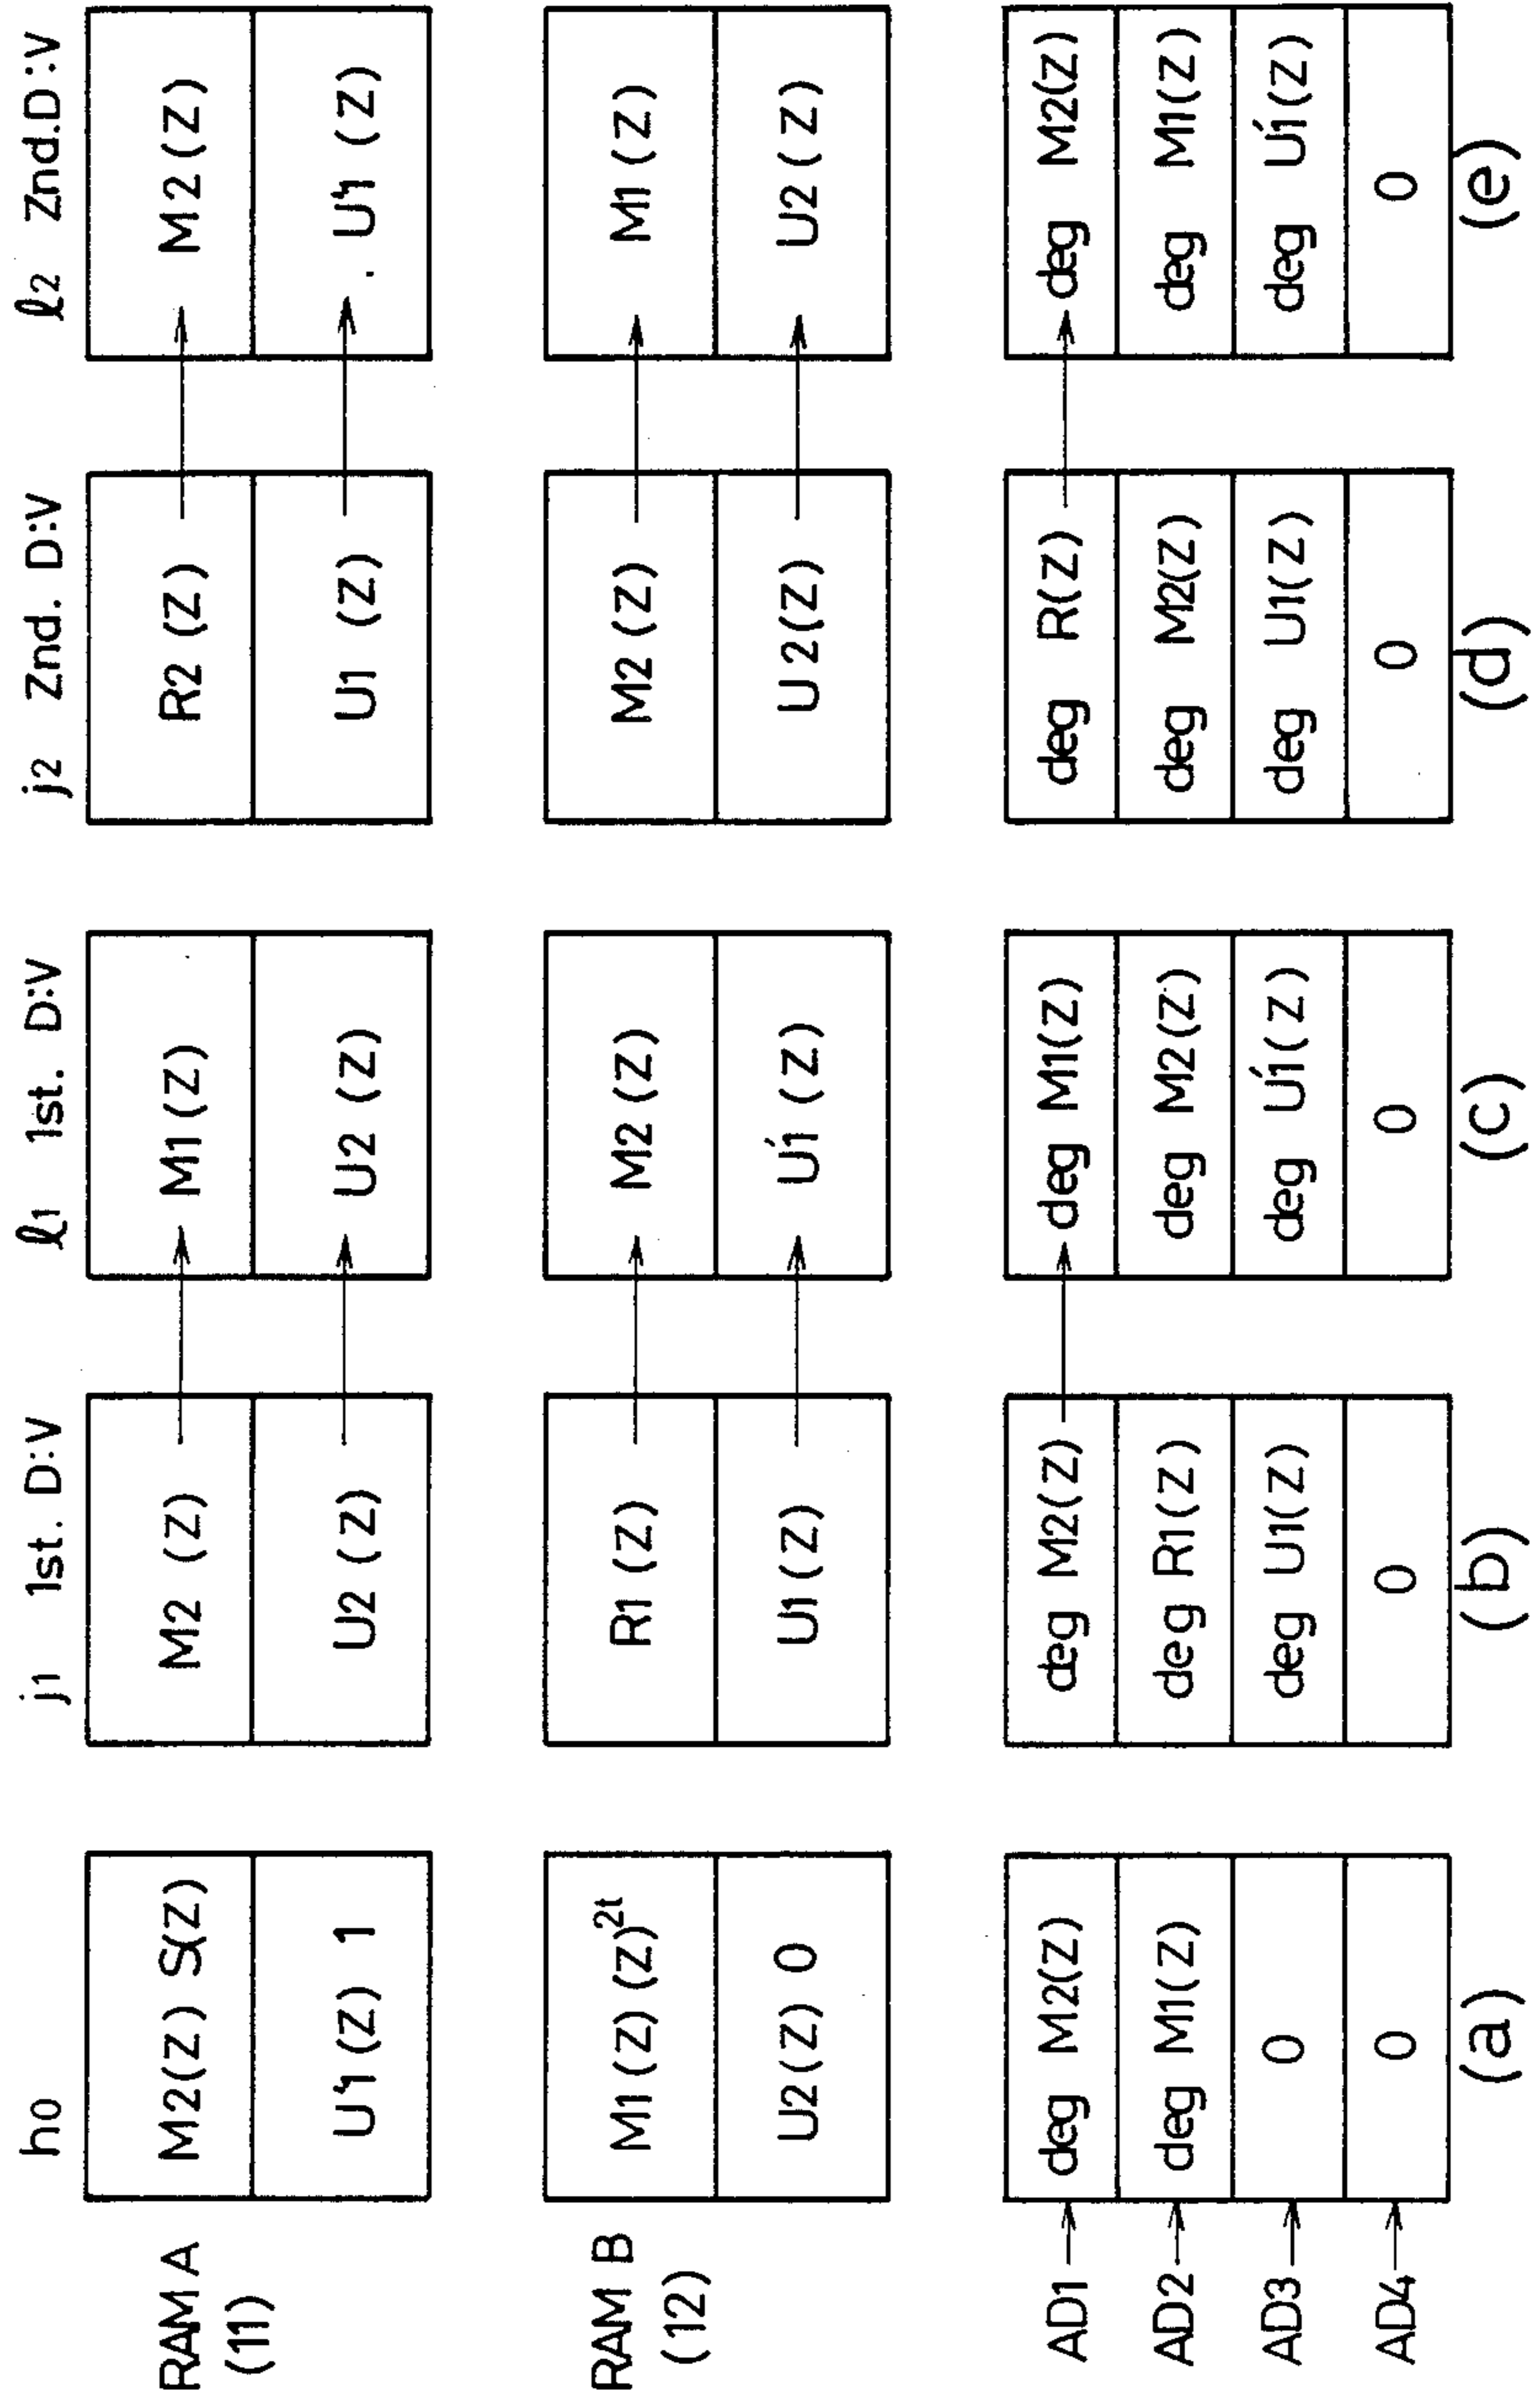 h0
j1 1st. D:V
ℓ1 1st. D:V
j2 Znd. D:V
ℓ2 Znd.D:V
RAM A
(11)
M2(Z) S(Z)
U'1(Z) 1
M2 (Z)
U2 (Z)
M1(Z)
U2 (Z)
R2(Z)
U1 (Z)
M2(Z)
U'1 (Z)
RAM B
(12)
M1(Z)(Z)2t
U2(Z) 0
R1 (Z)
U1(Z)
M2(Z)
U'1 (Z)
M2(Z)
U2(Z)
M1(Z)
U2(Z)
AD1
AD2
AD3
AD4
deg M2(Z)
deg M1(Z)
0
0
deg M2(Z)
deg R1(Z)
deg U1(Z)
0
deg M1(Z)
deg M2(Z)
deg U'1(Z)
0
deg R(Z)
deg M2(Z)
deg U1(Z)
0
deg M2(Z)
deg M1(Z)
deg U'1(Z)
0
(a)
(b)
(c)
(d)
(e)